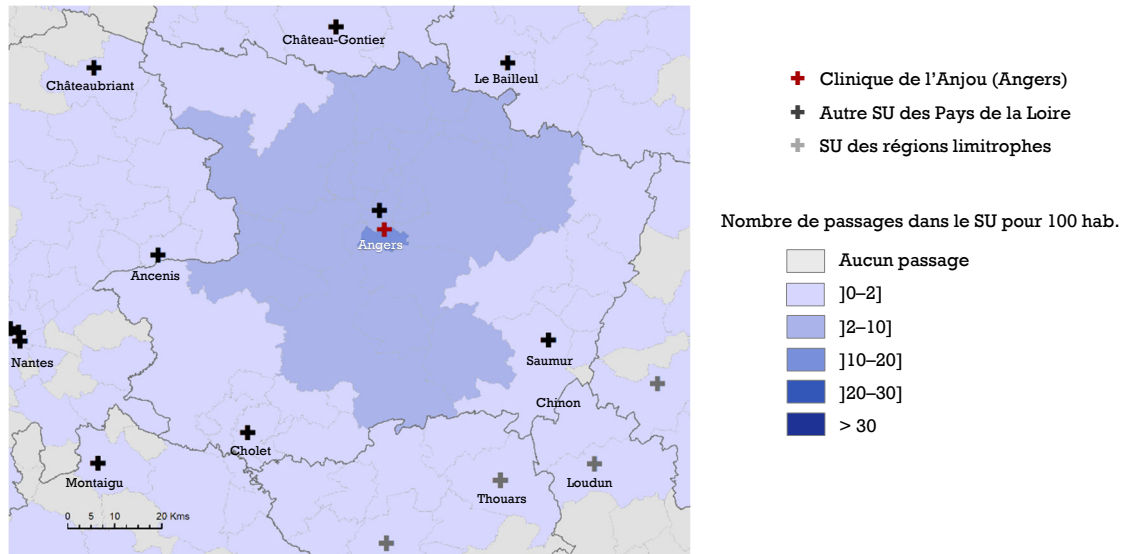 Château-Gontier
Châteaubriant
Le Bailleul
Angers
Ancenis
Nantes
Saumur
Chinon
Cholet
Montaigu
Thouars
Loudun
0 5 10 20 Kms
Clinique de l'Anjou (Angers)
Autre SU des Pays de la Loire
SU des régions limitrophes
Nombre de passages dans le SU pour 100 hab.
Aucun passage
]0–2]
]2–10]
]10–20]
]20–30]
> 30